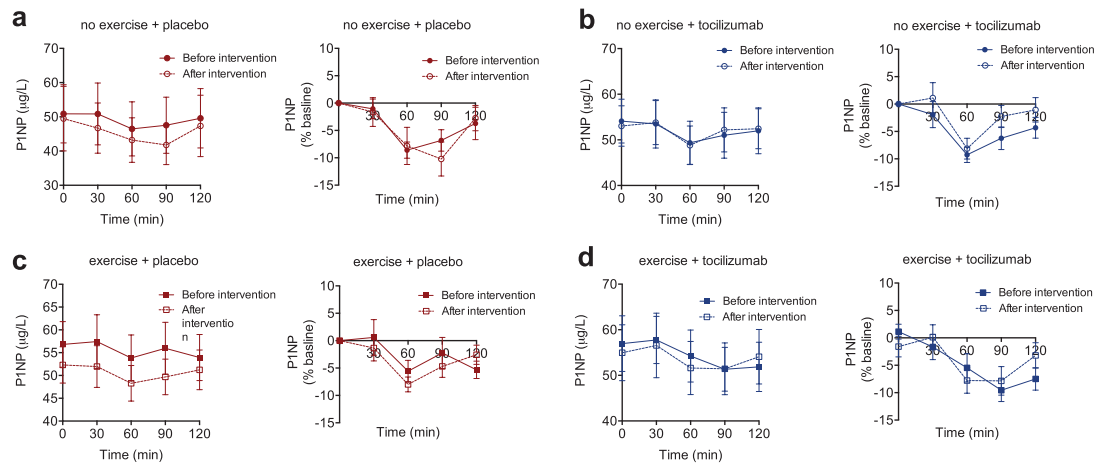 a
no exercise + placebo
P1NP (μg/L)
70
60
50
40
30
0 30 60 90 120
Time (min)
Before intervention
After intervention
no exercise + placebo
P1NP
(% basline)
10
5
0
-5
-10
-15
30 60 90 120
Time (min)
Before intervention
After intervention
b
no exercise + tocilizumab
P1NP (μg/L)
70
60
50
40
0 30 60 90 120
Time (min)
Before intervention
After intervention
no exercise + tocilizumab
P1NP
(% baseline)
10
5
0
-5
-10
-15
30 60 90 120
Time (min)
Before intervention
After intervention
c
exercise + placebo
P1NP (μg/L)
70
65
60
55
50
45
40
0 30 60 90 120
Time (min)
Before intervention
After
interventio
n
exercise + placebo
P1NP
(% baseline)
10
5
0
-5
-10
-15
30 60 90 120
Time (min)
Before intervention
After intervention
d
exercise + tocilizumab
P1NP (μg/L)
70
60
50
40
0 30 60 90 120
Time (min)
Before intervention
After intervention
exercise + tocilizumab
P1NP
(% baseline)
10
5
0
-5
-10
-15
30 60 90 120
Time (min)
Before intervention
After intervention